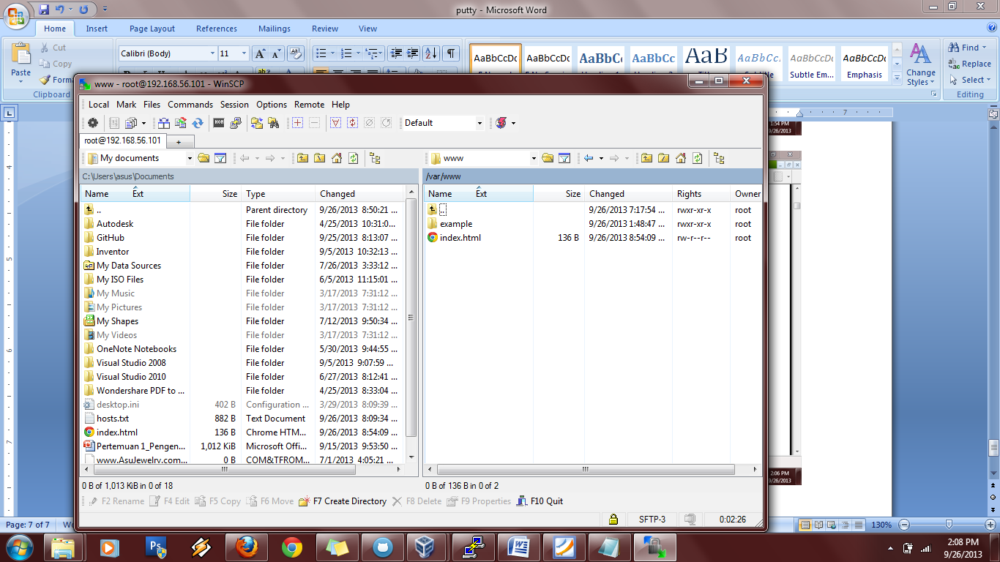 putty - Microsoft Word
Home Insert Page Layout References Mailings Review View
Cut
Calibri (Body) 11
AaBbCcDc AaBbCcDc AaBbCc AaBbCc AaB AaBbCc. AaBbCcDc AaBbCcDc
Find
Copy
Replace
Paste
Form
Subtle Em... Emphasis
Change Styles
Select
Clipboard
Editing
www - root@192.168.56.101 - WinSCP
Local Mark Files Commands Session Options Remote Help
Default
root@192.168.56.101 +
My documents
www
C:\Users\asus\Documents
/var/www
Name Ext Size Type Changed
.. Parent directory 9/26/2013 8:50:21 ...
Autodesk File folder 4/25/2013 10:31:0...
GitHub File folder 9/25/2013 8:13:07 ...
Inventor File folder 9/5/2013 10:32:13 ...
My Data Sources File folder 7/26/2013 3:33:12 ...
My ISO Files File folder 6/5/2013 11:15:01 ...
My Music File folder 3/17/2013 7:31:12 ...
My Pictures File folder 3/17/2013 7:31:12 ...
My Shapes File folder 7/12/2013 9:50:34 ...
My Videos File folder 3/17/2013 7:31:12 ...
OneNote Notebooks File folder 5/30/2013 9:44:55 ...
Visual Studio 2008 File folder 9/5/2013 9:07:59 ...
Visual Studio 2010 File folder 6/27/2013 8:12:41 ...
Wondershare PDF to ... File folder 4/25/2013 8:33:04 ...
desktop.ini 402 B Configuration ... 3/29/2013 8:09:39 ...
hosts.txt 882 B Text Document 9/26/2013 8:09:34 ...
index.html 136 B Chrome HTM... 9/26/2013 8:54:09 ...
Pertemuan 1_Pengen... 1,012 KiB Microsoft Offi... 9/15/2013 9:53:50 ...
www.AsuJewelry.com... 0 B COM&TFROM... 7/1/2013 4:05:21 ...
Name Ext Size Changed Rights Owner
.. 9/26/2013 7:17:54 ... rwxr-xr-x root
example 9/26/2013 1:48:47 ... rwxr-xr-x root
index.html 136 B 9/26/2013 8:54:09 ... rw-r--r-- root
0 B of 1,013 KiB in 0 of 18
0 B of 136 B in 0 of 2
F2 Rename F4 Edit F5 Copy F6 Move F7 Create Directory F8 Delete F9 Properties F10 Quit
SFTP-3 0:02:26
7
1:54 PM
9/26/2013
2:06 PM
9/26/2013
4
5
6
7
Page: 7 of 7
130%
2:08 PM
9/26/2013